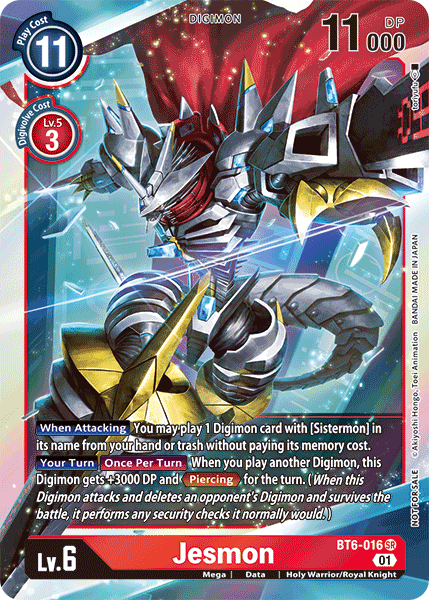 DIGIMON
Play Cost
11
11 000 DP
Digivolve Cost
Lv.5
3
toriyufu
©Akiyoshi Hongo, Toei Animation BANDAI MADE IN JAPAN
NOT FOR SALE
When Attacking You may play 1 Digimon card with [Sistermon] in
its name from your hand or trash without paying its memory cost.
Your Turn Once Per Turn When you play another Digimon, this
Digimon gets +3000 DP and Piercing for the turn. (When this
Digimon attacks and deletes an opponent's Digimon and survives the
battle, it performs any security checks it normally would.)
BT6-016 SR
Lv.6
Jesmon
01
Mega | Data | Holy Warrior/Royal Knight